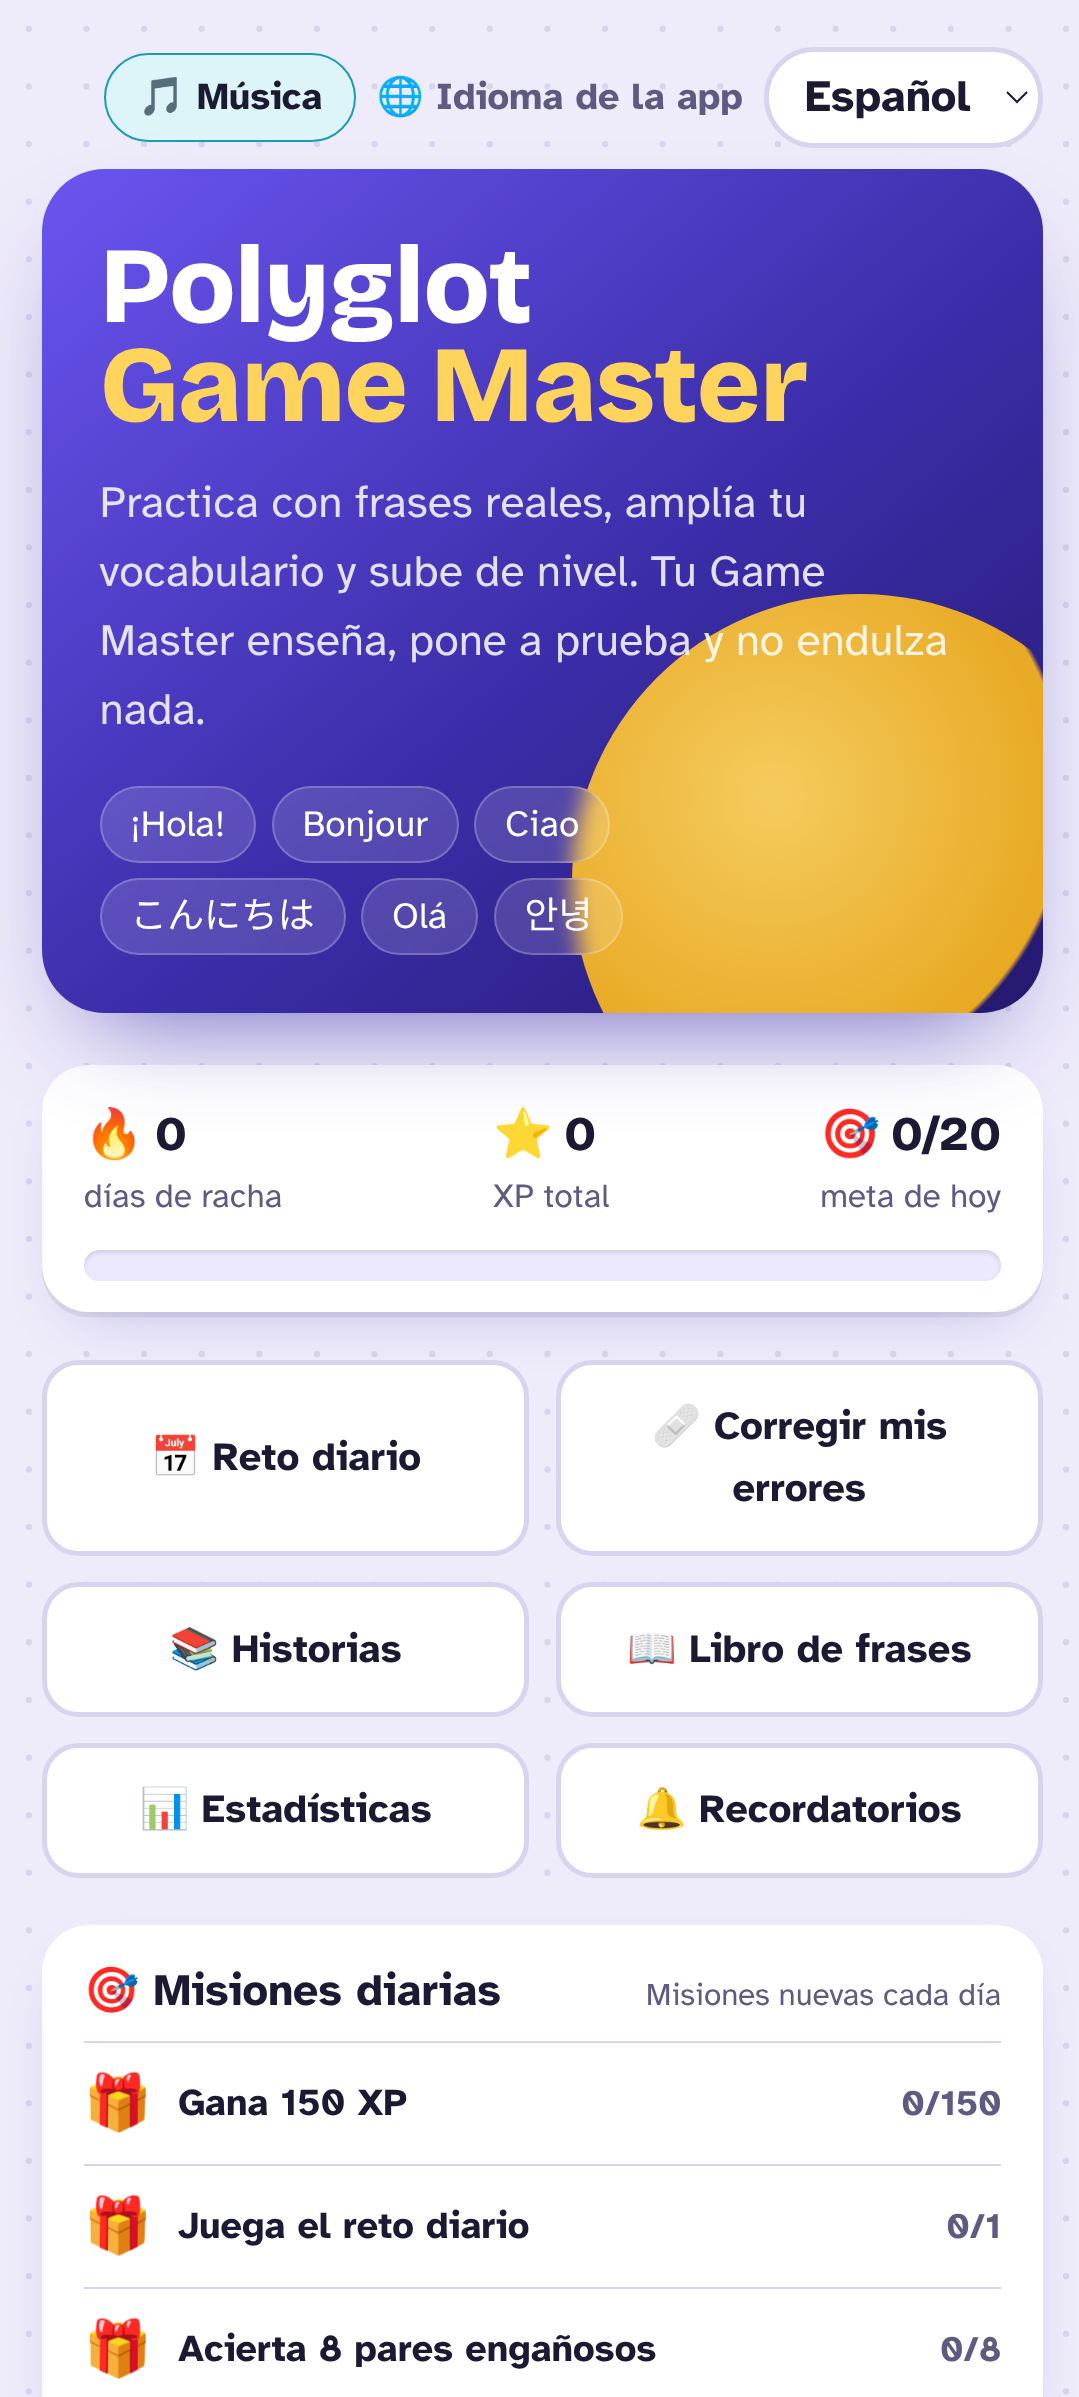 🎵 Música 🌐 Idioma de la app Español
Polyglot
Game Master
Practica con frases reales, amplía tu
vocabulario y sube de nivel. Tu Game
Master enseña, pone a prueba y no endulza
nada.
¡Hola! Bonjour Ciao
こんにちは Olá 안녕
🔥 0 ⭐ 0 🎯 0/20
días de racha XP total meta de hoy
📅 Reto diario
🩹 Corregir mis
errores
📚 Historias 📖 Libro de frases
📊 Estadísticas 🔔 Recordatorios
🎯 Misiones diarias Misiones nuevas cada día
🎁 Gana 150 XP 0/150
🎁 Juega el reto diario 0/1
🎁 Acierta 8 pares engañosos 0/8